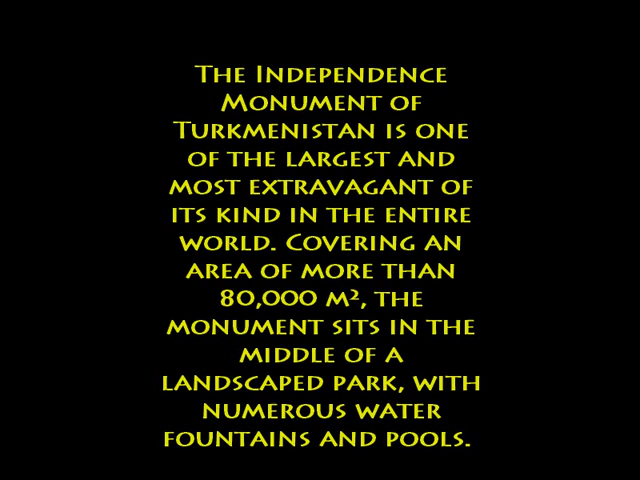 The Independence
Monument of
Turkmenistan is one
of the largest and
most extravagant of
its kind in the entire
world. Covering an
area of more than
80,000 m², the
monument sits in the
middle of a
landscaped park, with
numerous water
fountains and pools.